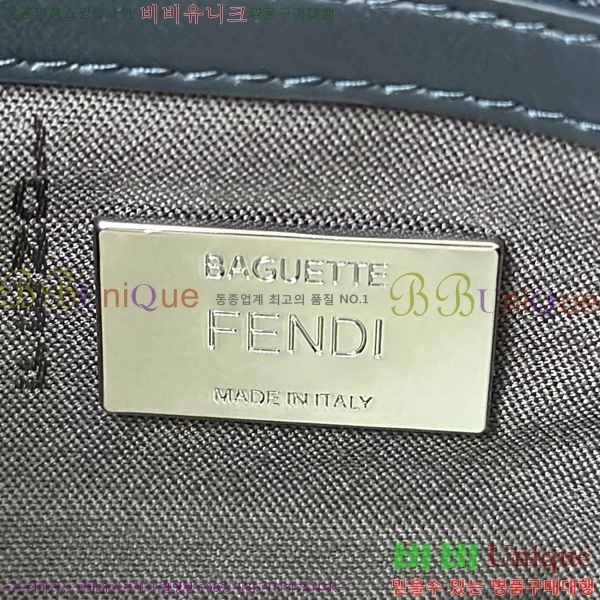 비비유니크
BAGUETTE
BBUniQue
동종업계 최고의 품질 NO.1
BBUniQue
FENDI
MADE IN ITALY
비비 Unique
믿을수 있는 명품구매대행